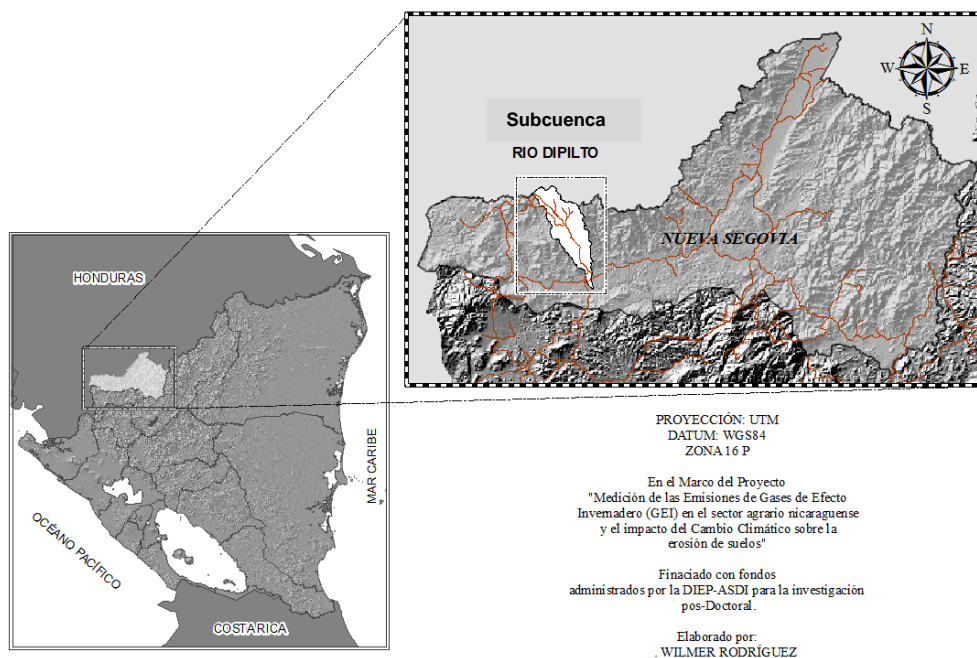 N
W
E
S
Subcuenca
RIO DIPILTO
NUEVA SEGOVIA
HONDURAS
MAR CARIBE
OCÉANO PACÍFICO
COSTA RICA
PROYECCIÓN: UTM
DATUM: WGS84
ZONA 16 P
En el Marco del Proyecto
"Medición de las Emisiones de Gases de Efecto
Invernadero (GEI) en el sector agrario nicaraguense
y el impacto del Cambio Climático sobre la
erosión de suelos"
Finaciado con fondos
administrados por la DIEP-ASDI para la investigación
pos-Doctoral.
Elaborado por:
. WILMER RODRÍGUEZ